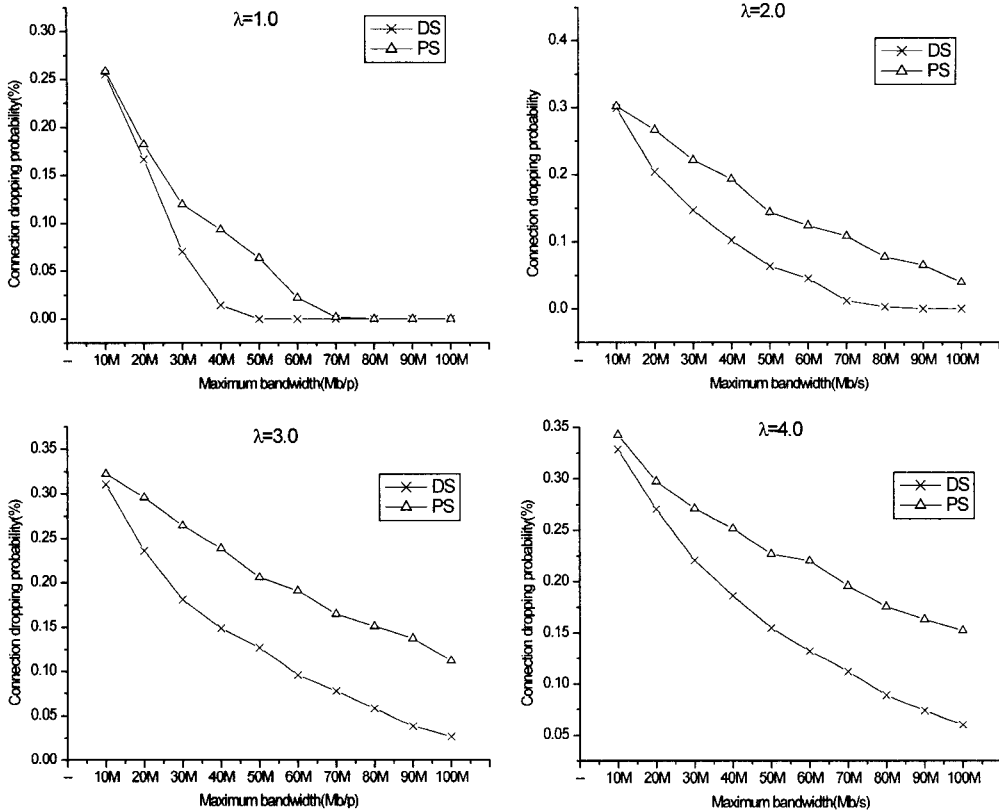 λ=1.0
DS
PS
0.30
0.25
0.20
0.15
0.10
0.05
0.00
Connection dropping probability(%)
-- 10M 20M 30M 40M 50M 60M 70M 80M 90M 100M
Maximum bandwidth(Mb/p)
λ=2.0
DS
PS
0.4
0.3
0.2
0.1
0.0
Connection dropping probability
-- 10M 20M 30M 40M 50M 60M 70M 80M 90M 100M
Maximum bandwidth(Mb/s)
λ=3.0
DS
PS
0.35
0.30
0.25
0.20
0.15
0.10
0.05
0.00
Connection dropping probability(%)
-- 10M 20M 30M 40M 50M 60M 70M 80M 90M 100M
Maximum bandwidth(Mb/p)
λ=4.0
DS
PS
0.35
0.30
0.25
0.20
0.15
0.10
0.05
Connection dropping probability(%)
-- 10M 20M 30M 40M 50M 60M 70M 80M 90M 100M
Maximum bandwidth(Mb/s)